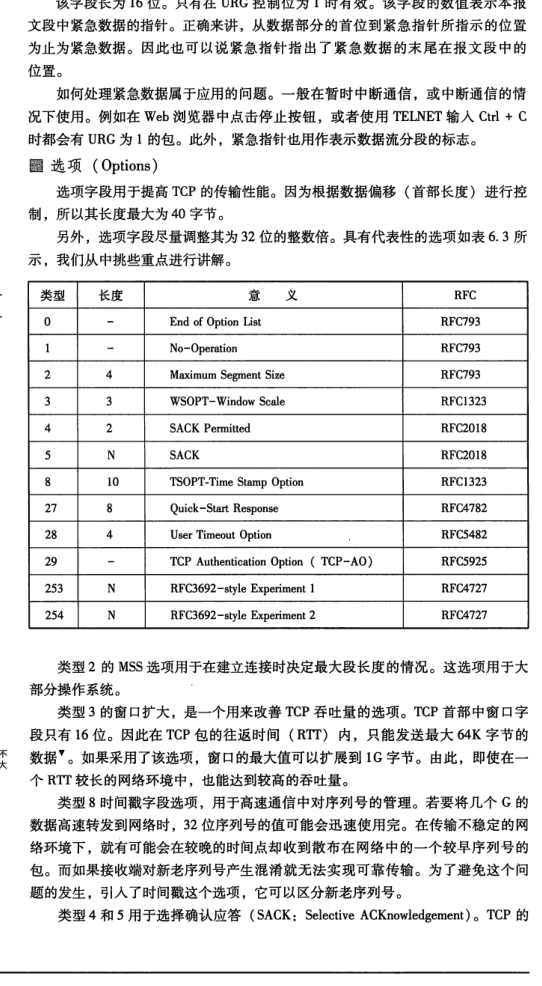 该字段长为 16 位。只有在 URG 控制位为 1 时有效。该字段的数值表示本报
文段中紧急数据的指针。正确来讲，从数据部分的首位到紧急指针所指示的位置
为止为紧急数据。因此也可以说紧急指针指出了紧急数据的末尾在报文段中的
位置。
如何处理紧急数据属于应用的问题。一般在暂时中断通信，或中断通信的情
况下使用。例如在 Web 浏览器中点击停止按钮，或者使用 TELNET 输入 Ctrl + C
时都会有 URG 为 1 的包。此外，紧急指针也用作表示数据流分段的标志。
选项（Options）
选项字段用于提高 TCP 的传输性能。因为根据数据偏移（首部长度）进行控
制，所以其长度最大为 40 字节。
另外，选项字段尽量调整其为 32 位的整数倍。具有代表性的选项如表 6.3 所
示，我们从中挑些重点进行讲解。
类型 长度 意 义 RFC
0 - End of Option List RFC793
1 - No-Operation RFC793
2 4 Maximum Segment Size RFC793
3 3 WSOPT-Window Scale RFC1323
4 2 SACK Permitted RFC2018
5 N SACK RFC2018
8 10 TSOPT-Time Stamp Option RFC1323
27 8 Quick-Start Response RFC4782
28 4 User Timeout Option RFC5482
29 - TCP Authentication Option ( TCP-AO) RFC5925
253 N RFC3692-style Experiment 1 RFC4727
254 N RFC3692-style Experiment 2 RFC4727
类型 2 的 MSS 选项用于在建立连接时决定最大段长度的情况。这选项用于大
部分操作系统。
类型 3 的窗口扩大，是一个用来改善 TCP 吞吐量的选项。TCP 首部中窗口字
段只有 16 位。因此在 TCP 包的往返时间（RTT）内，只能发送最大 64K 字节的
数据▼。如果采用了该选项，窗口的最大值可以扩展到 1G 字节。由此，即使在一
个 RTT 较长的网络环境中，也能达到较高的吞吐量。
类型 8 时间戳字段选项，用于高速通信中对序列号的管理。若要将几个 G 的
数据高速转发到网络时，32 位序列号的值可能会迅速使用完。在传输不稳定的网
络环境下，就有可能会在较晚的时间点却收到散布在网络中的一个较早序列号的
包。而如果接收端对新老序列号产生混淆就无法实现可靠传输。为了避免这个问
题的发生，引入了时间戳这个选项，它可以区分新老序列号。
类型 4 和 5 用于选择确认应答（SACK：Selective ACKnowledgement）。TCP 的